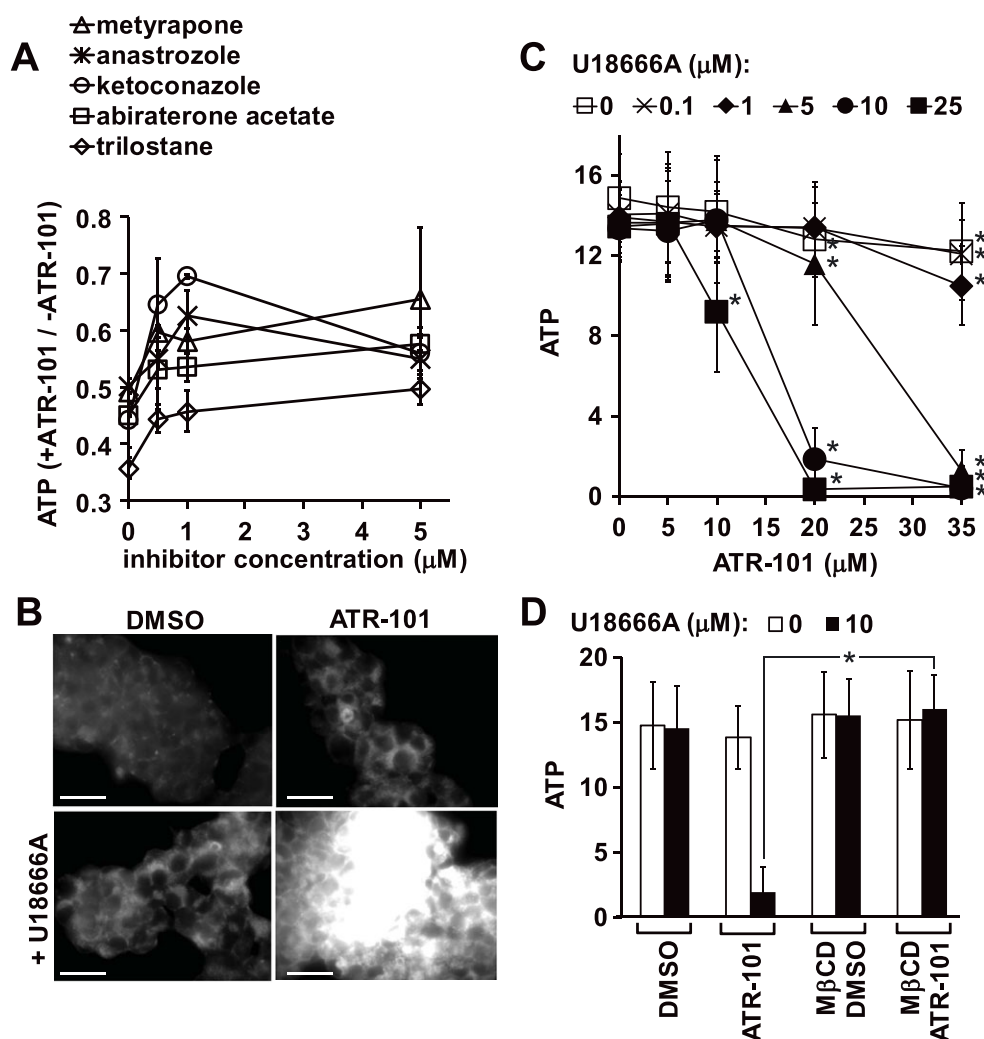 A
metyrapone
anastrozole
ketoconazole
abiraterone acetate
trilostane
ATP (+ATR-101 / -ATR-101)
0.8
0.7
0.6
0.5
0.4
0.3
0 1 2 3 4 5
inhibitor concentration (μM)
B
DMSO ATR-101
+ U18666A
C
U18666A (μM):
0 0.1 1 5 10 25
ATP
16
12
8
4
0
* * * * * * * * * * *
0 5 10 15 20 25 30 35
ATR-101 (μM)
D
U18666A (μM): 0 10
ATP
20
15
10
5
0
*
DMSO
ATR-101
MβCD
DMSO
MβCD
ATR-101